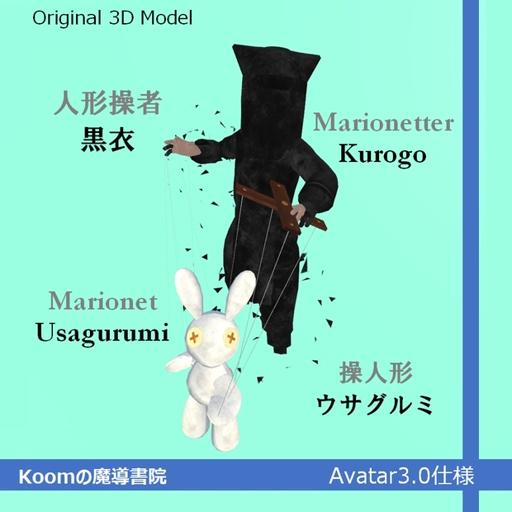 Original 3D Model
人形操者
黒衣
Marionetter
Kurogo
Marionet
Usagurumi
操人形
ウサグルミ
Koomの魔導書院
Avatar3.0仕様